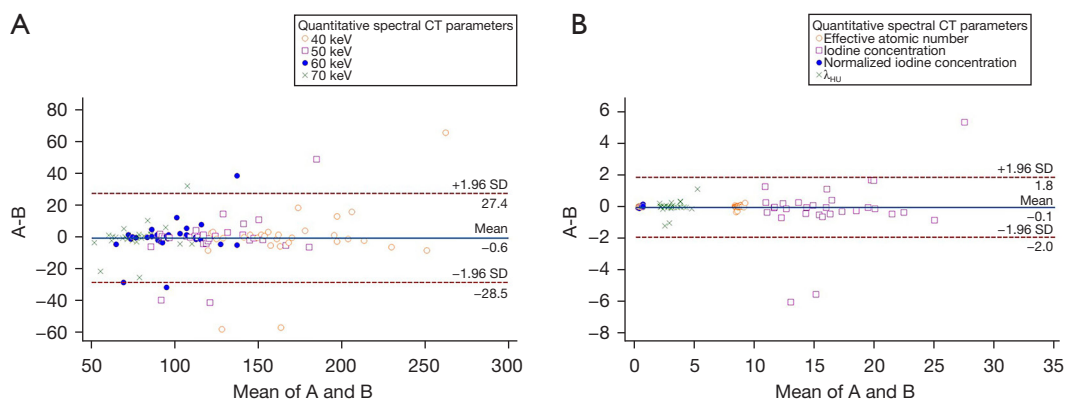 A
Quantitative spectral CT parameters
40 keV
50 keV
60 keV
70 keV
80
60
40
20
0
−20
−40
−60
A-B
+1.96 SD
27.4
Mean
−0.6
−1.96 SD
−28.5
50
100
150
200
250
300
Mean of A and B
B
Quantitative spectral CT parameters
Effective atomic number
Iodine concentration
Normalized iodine concentration
λHU
6
4
2
0
−2
−4
−6
−8
A-B
+1.96 SD
1.8
Mean
−0.1
−1.96 SD
−2.0
0
5
10
15
20
25
30
35
Mean of A and B